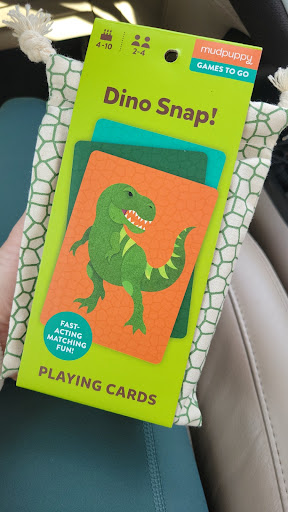 4-10
2-4
mudpuppy
GAMES TO GO
Dino Snap!
FAST-
ACTING
MATCHING
FUN!
PLAYING CARDS